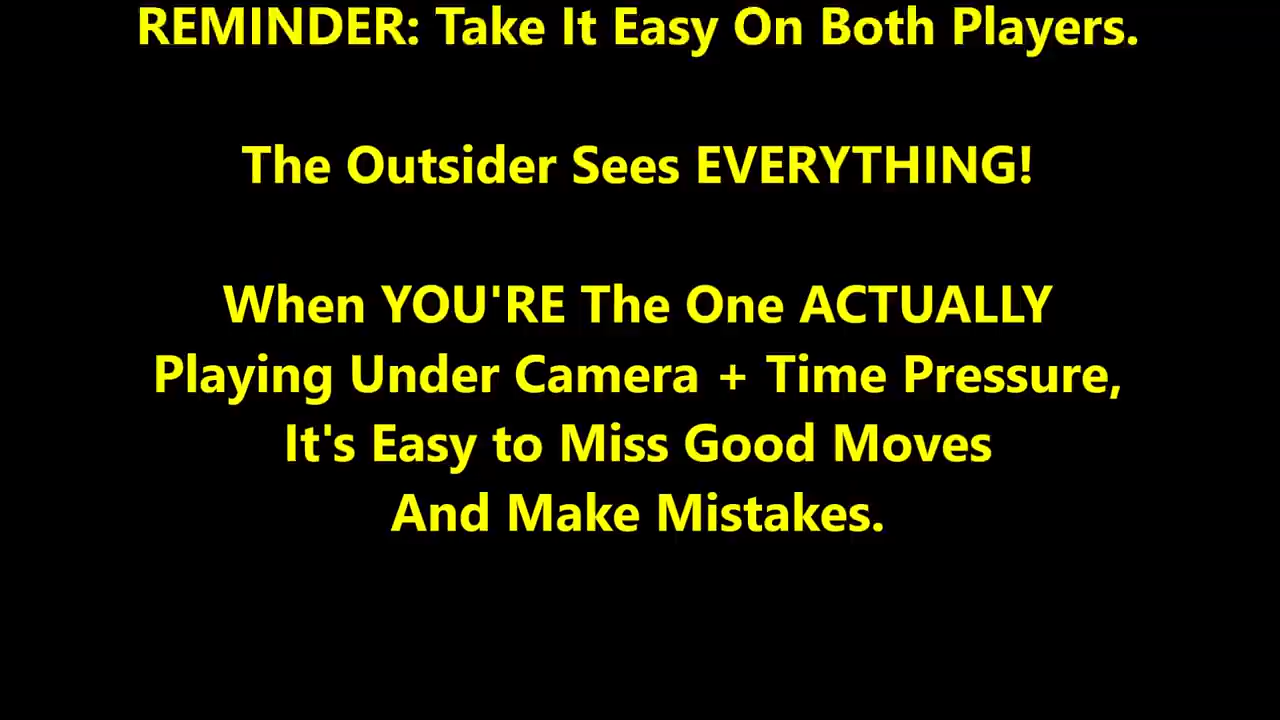 REMINDER: Take It Easy On Both Players.
The Outsider Sees EVERYTHING!
When YOU'RE The One ACTUALLY
Playing Under Camera + Time Pressure,
It's Easy to Miss Good Moves
And Make Mistakes.